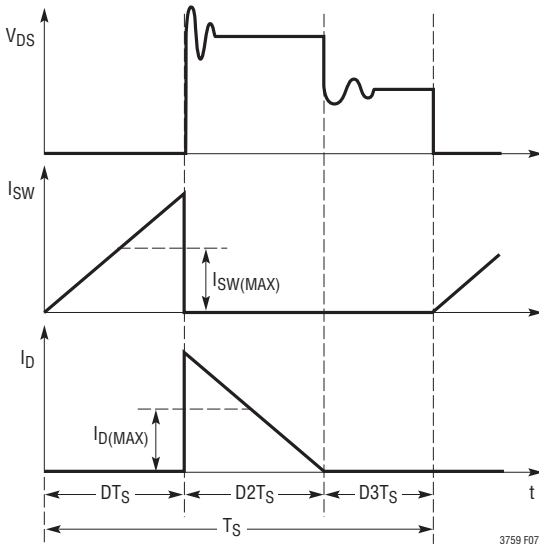 VDS
ISW
ISW(MAX)
ID
ID(MAX)
DTS
D2TS
D3TS
t
TS
3759 F07